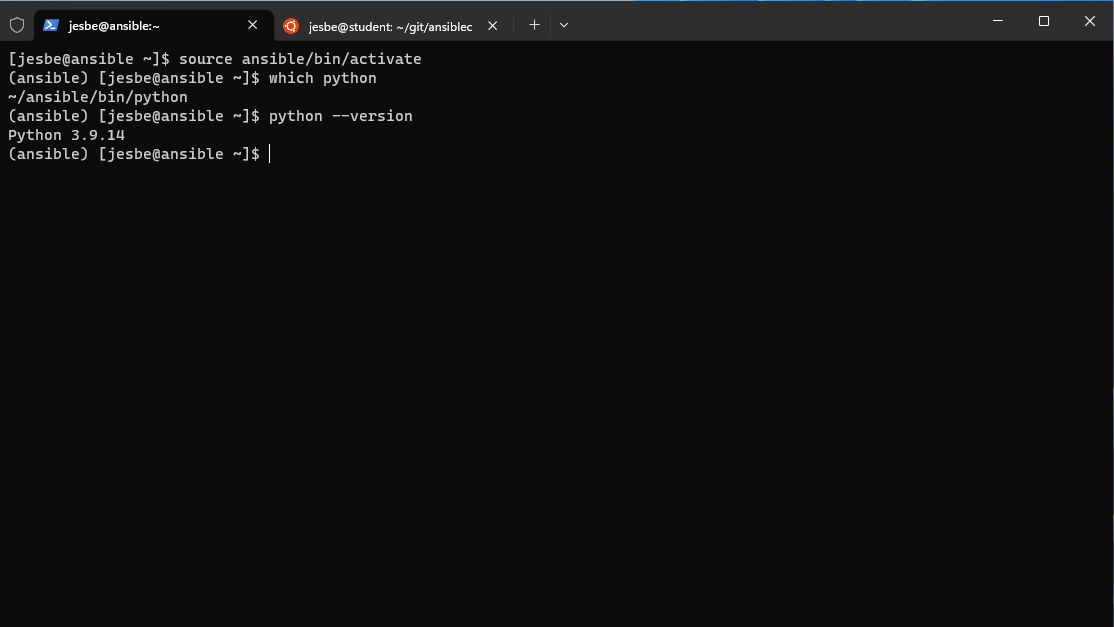 jesbe@ansible:~
jesbe@student: ~/git/ansiblec
[jesbe@ansible ~]$ source ansible/bin/activate
(ansible) [jesbe@ansible ~]$ which python
~/ansible/bin/python
(ansible) [jesbe@ansible ~]$ python --version
Python 3.9.14
(ansible) [jesbe@ansible ~]$